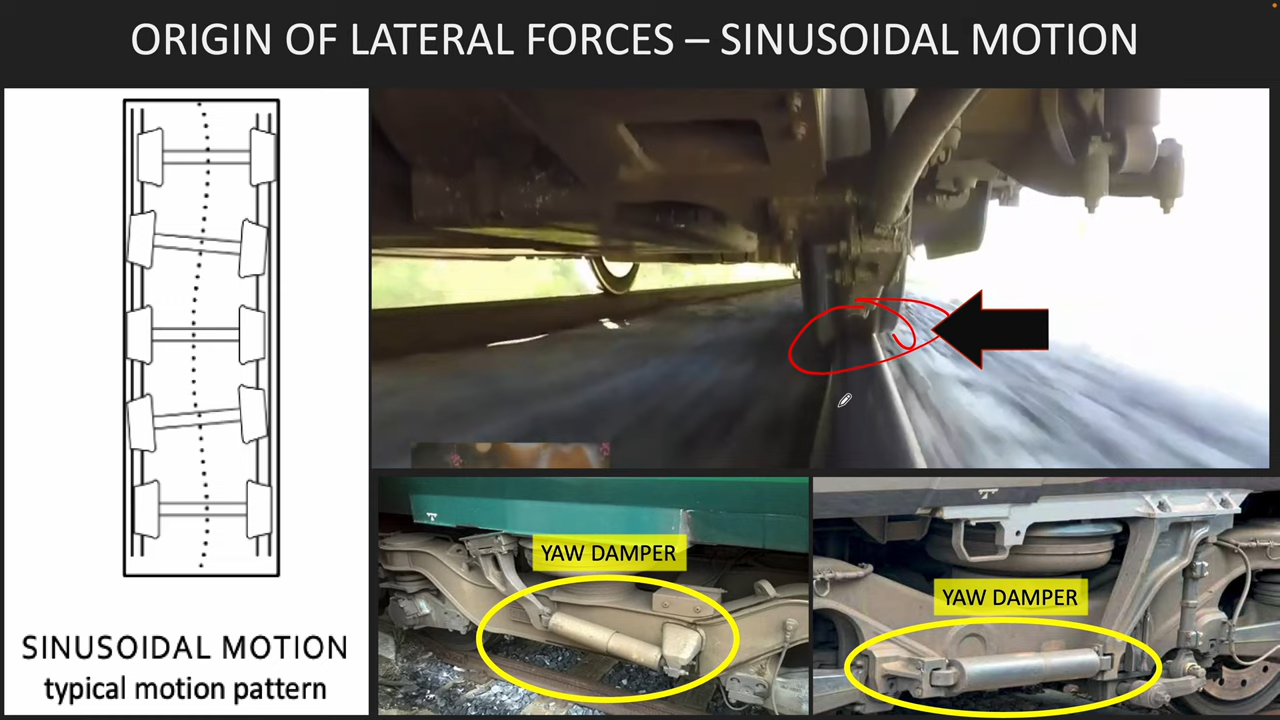 ORIGIN OF LATERAL FORCES – SINUSOIDAL MOTION
SINUSOIDAL MOTION
typical motion pattern
YAW DAMPER
YAW DAMPER